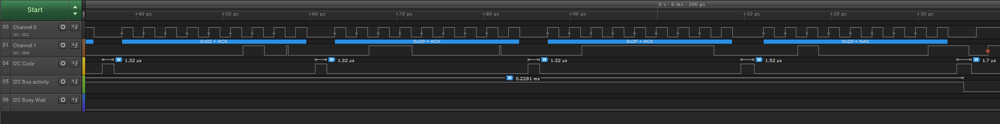 Start
0 s : 6 ms : 200 µs
+40 µs +50 µs +60 µs +70 µs +80 µs +90 µs +10 µs +20 µs +30 µs
00 Channel 0
I2C - SCL
0x02 + ACK 0x30 + ACK 0x3F + ACK 0x20 + NAK
01 Channel 1
I2C - SDA
W 1.32 µs W 1.32 µs W 1.32 µs W 1.52 µs W 1.7 µs
04 I2C Code
W 0.2281 ms
05 I2C Bus activity
06 I2C Busy Wait